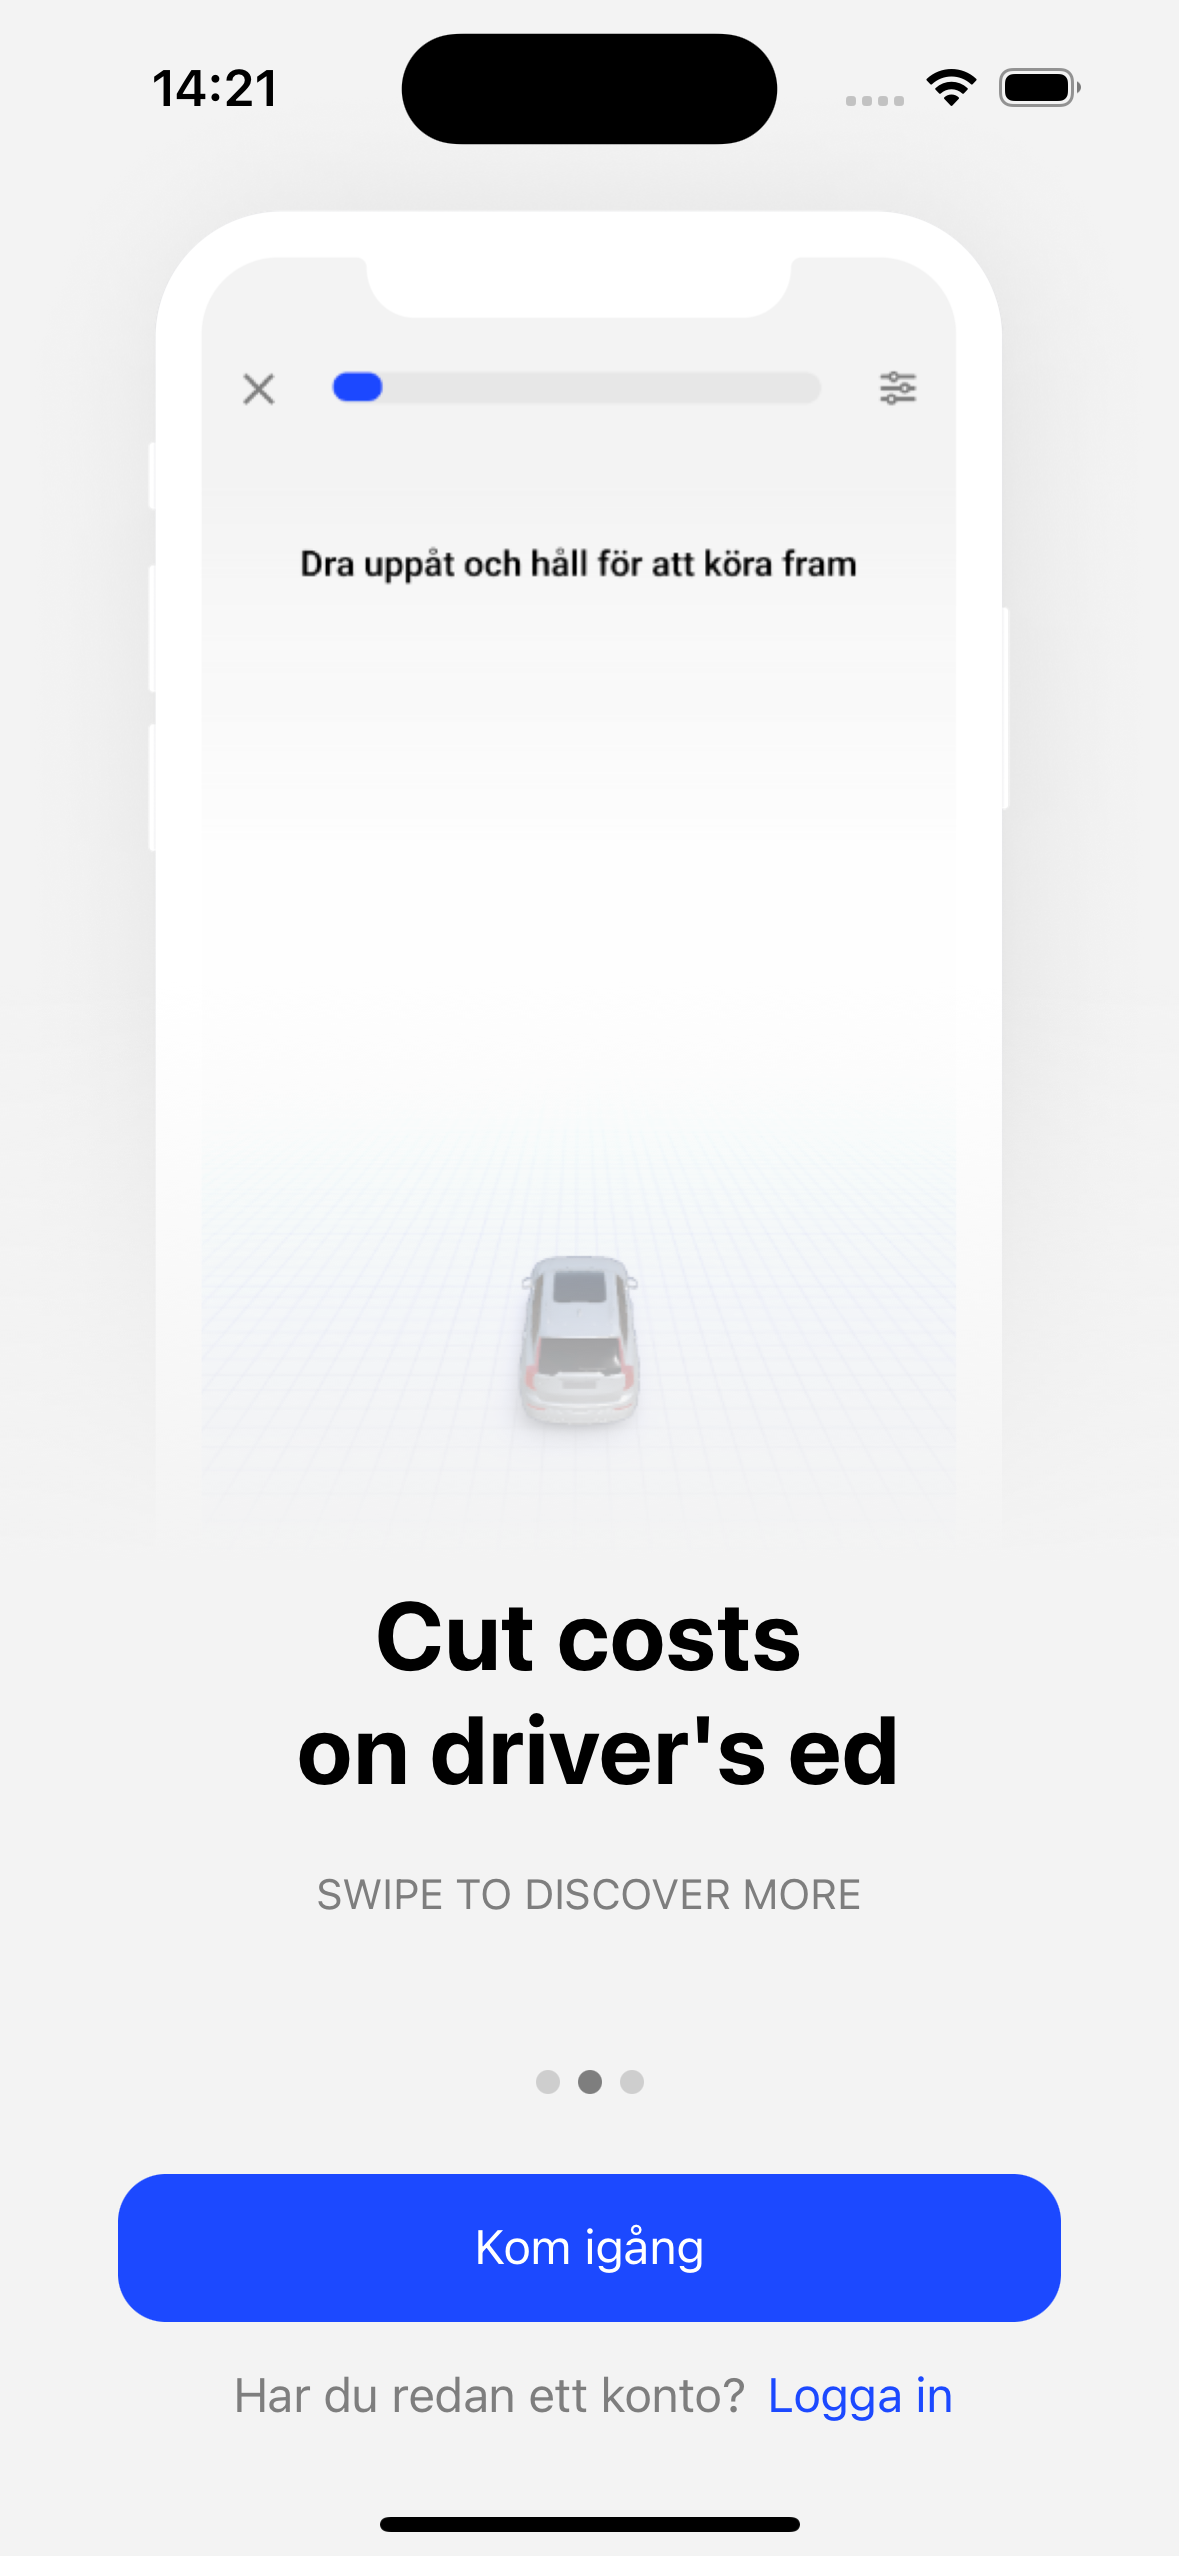 14:21
Dra uppåt och håll för att köra fram
Cut costs
on driver's ed
SWIPE TO DISCOVER MORE
Kom igång
Har du redan ett konto? Logga in